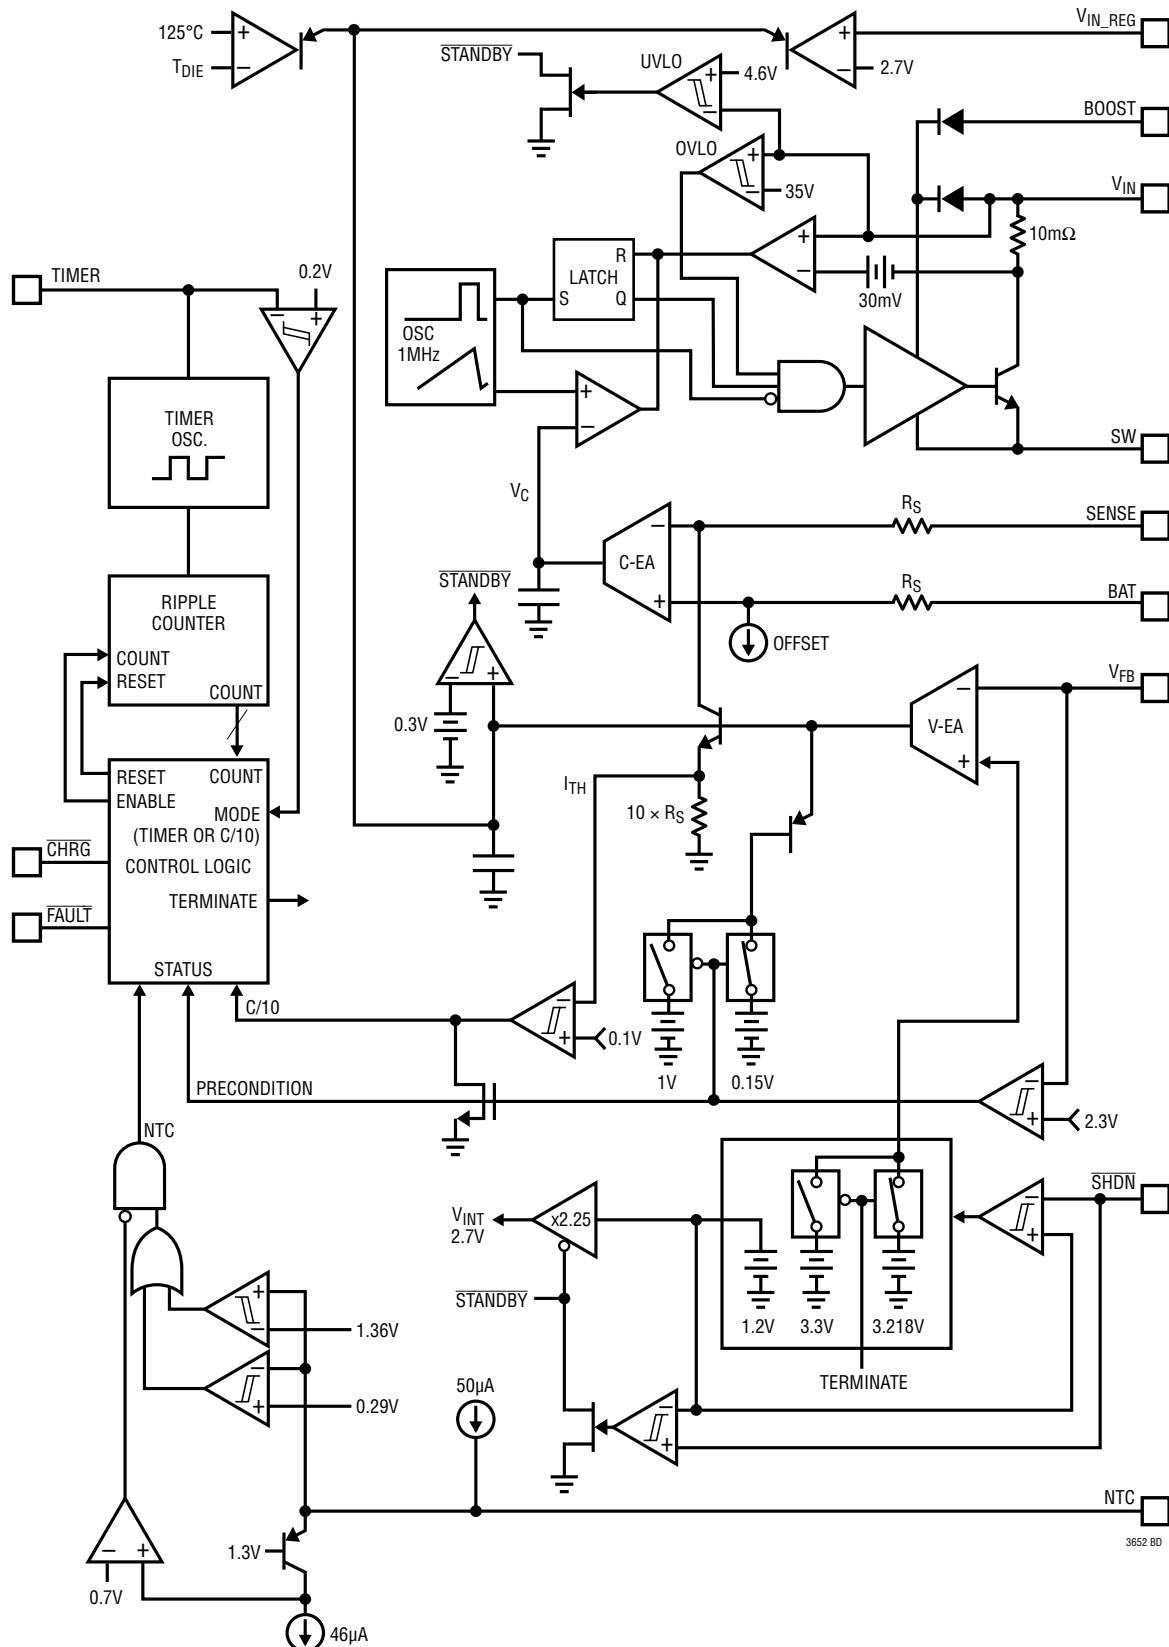 125°C
T_DIE
+
−
STANDBY
UVLO
+
−
4.6V
+
−
2.7V
V_IN_REG
BOOST
OVLO
+
−
35V
V_IN
10mΩ
TIMER
0.2V
−
+
R
LATCH
S
Q
+
−
30mV
OSC
1MHz
+
−
TIMER
OSC.
SW
V_C
R_S
SENSE
−
C-EA
+
R_S
BAT
OFFSET
STANDBY
−
+
0.3V
RIPPLE
COUNTER
COUNT
RESET
COUNT
V_FB
−
V-EA
+
RESET
COUNT
ENABLE
MODE
(TIMER OR C/10)
CONTROL LOGIC
TERMINATE
STATUS
CHRG
FAULT
I_TH
10 × R_S
C/10
−
+
0.1V
1V
0.15V
PRECONDITION
−
+
2.3V
NTC
V_INT
2.7V
x2.25
STANDBY
1.2V
3.3V
3.218V
TERMINATE
−
+
SHDN
+
−
1.36V
−
+
0.29V
50µA
−
+
NTC
3652 BD
−
+
0.7V
1.3V
46µA